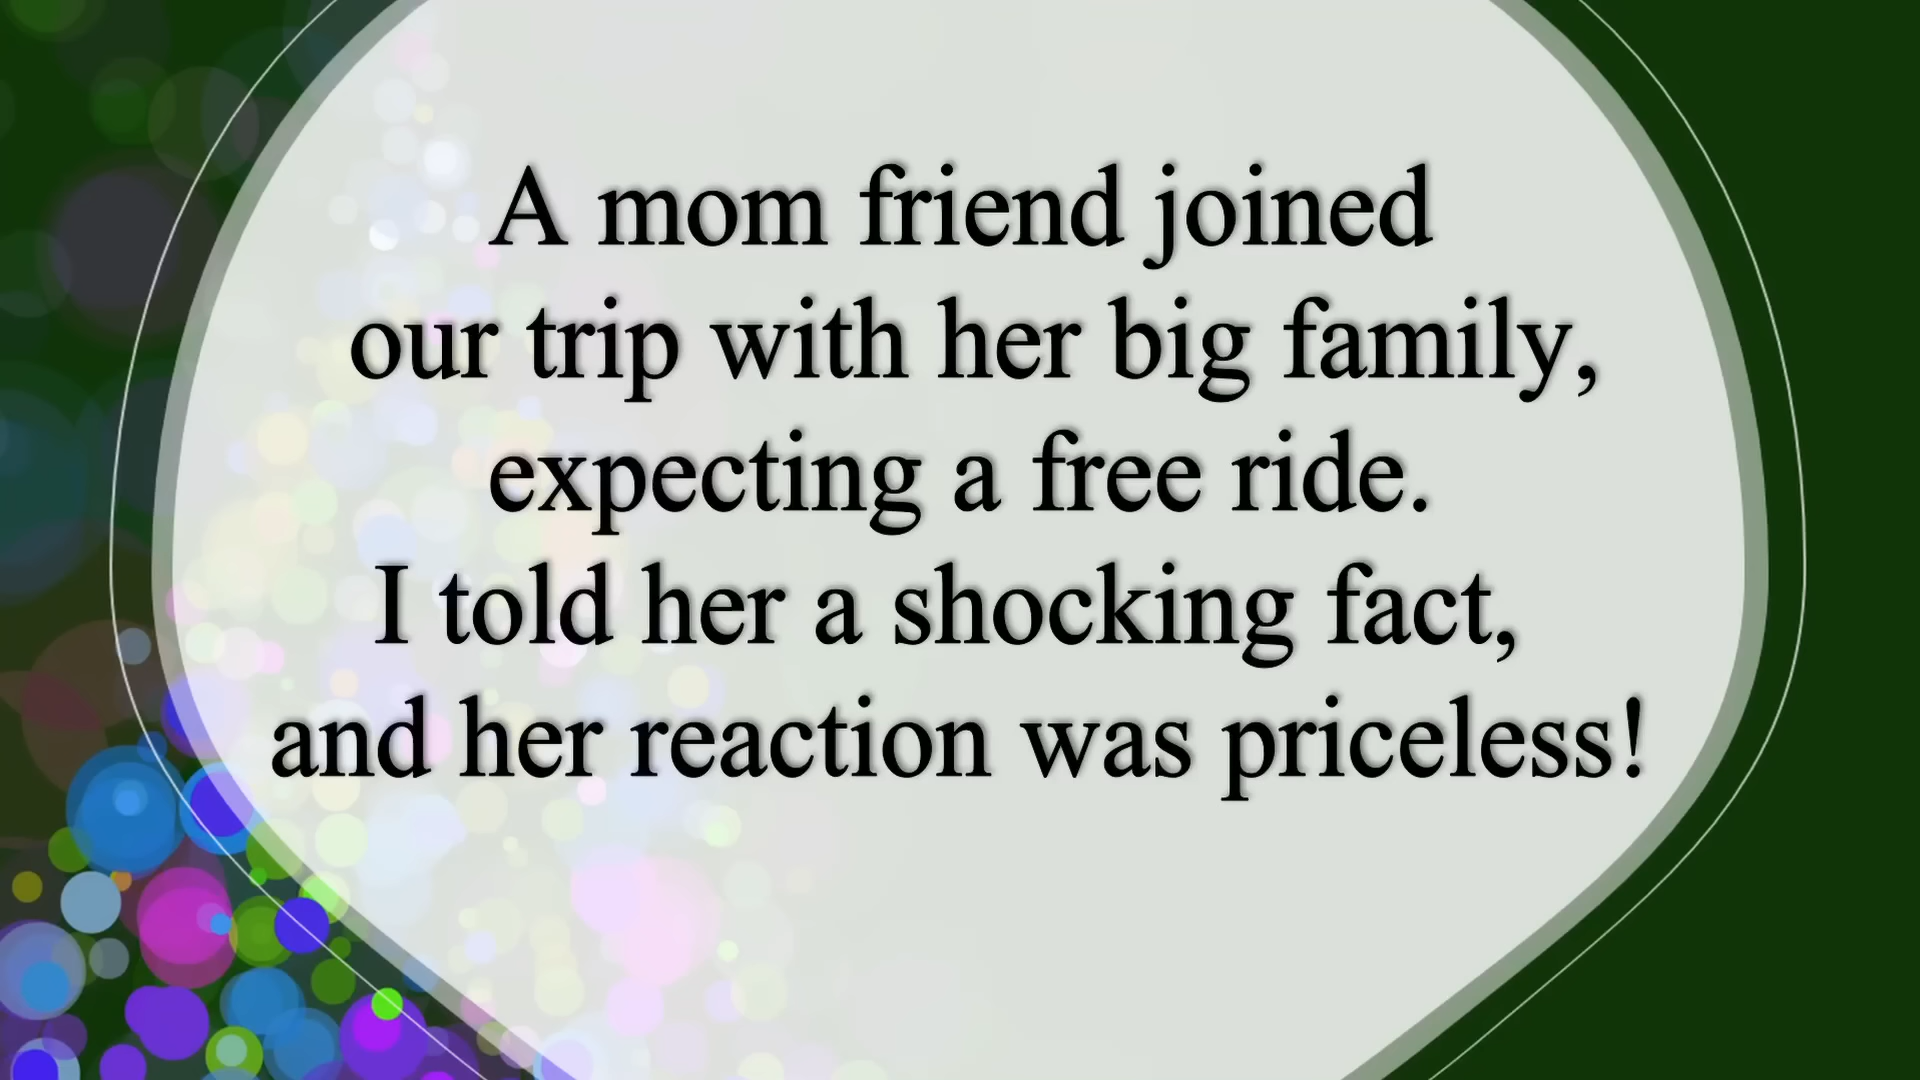 A mom friend joined
our trip with her big family,
expecting a free ride.
I told her a shocking fact,
and her reaction was priceless!